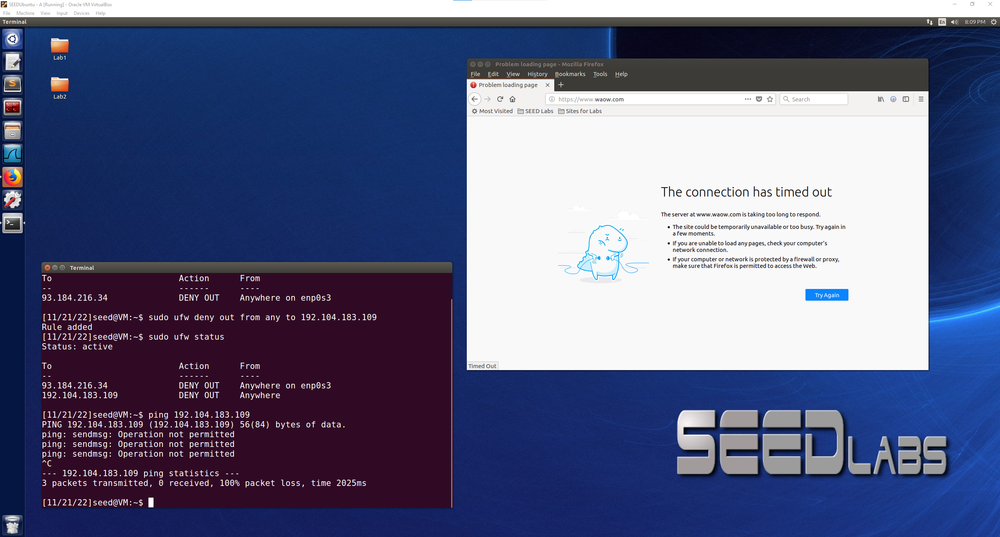 SEEDUbuntu - A [Running] - Oracle VM VirtualBox
File Machine View Input Devices Help
Terminal
En
8:09 PM
Lab1
Lab2
Problem loading page - Mozilla Firefox
File Edit View History Bookmarks Tools Help
Problem loading page
https://www.waow.com
Search
Most Visited SEED Labs Sites for Labs
The connection has timed out
The server at www.waow.com is taking too long to respond.
• The site could be temporarily unavailable or too busy. Try again in
a few moments.
• If you are unable to load any pages, check your computer’s
network connection.
• If your computer or network is protected by a firewall or proxy,
make sure that Firefox is permitted to access the Web.
Try Again
Timed Out
Terminal
To Action From
-- ------ ----
93.184.216.34 DENY OUT Anywhere on enp0s3
[11/21/22]seed@VM:~$ sudo ufw deny out from any to 192.104.183.109
Rule added
[11/21/22]seed@VM:~$ sudo ufw status
Status: active
To Action From
-- ------ ----
93.184.216.34 DENY OUT Anywhere on enp0s3
192.104.183.109 DENY OUT Anywhere
[11/21/22]seed@VM:~$ ping 192.104.183.109
PING 192.104.183.109 (192.104.183.109) 56(84) bytes of data.
ping: sendmsg: Operation not permitted
ping: sendmsg: Operation not permitted
ping: sendmsg: Operation not permitted
^C
--- 192.104.183.109 ping statistics ---
3 packets transmitted, 0 received, 100% packet loss, time 2025ms
[11/21/22]seed@VM:~$
SEEDLABS